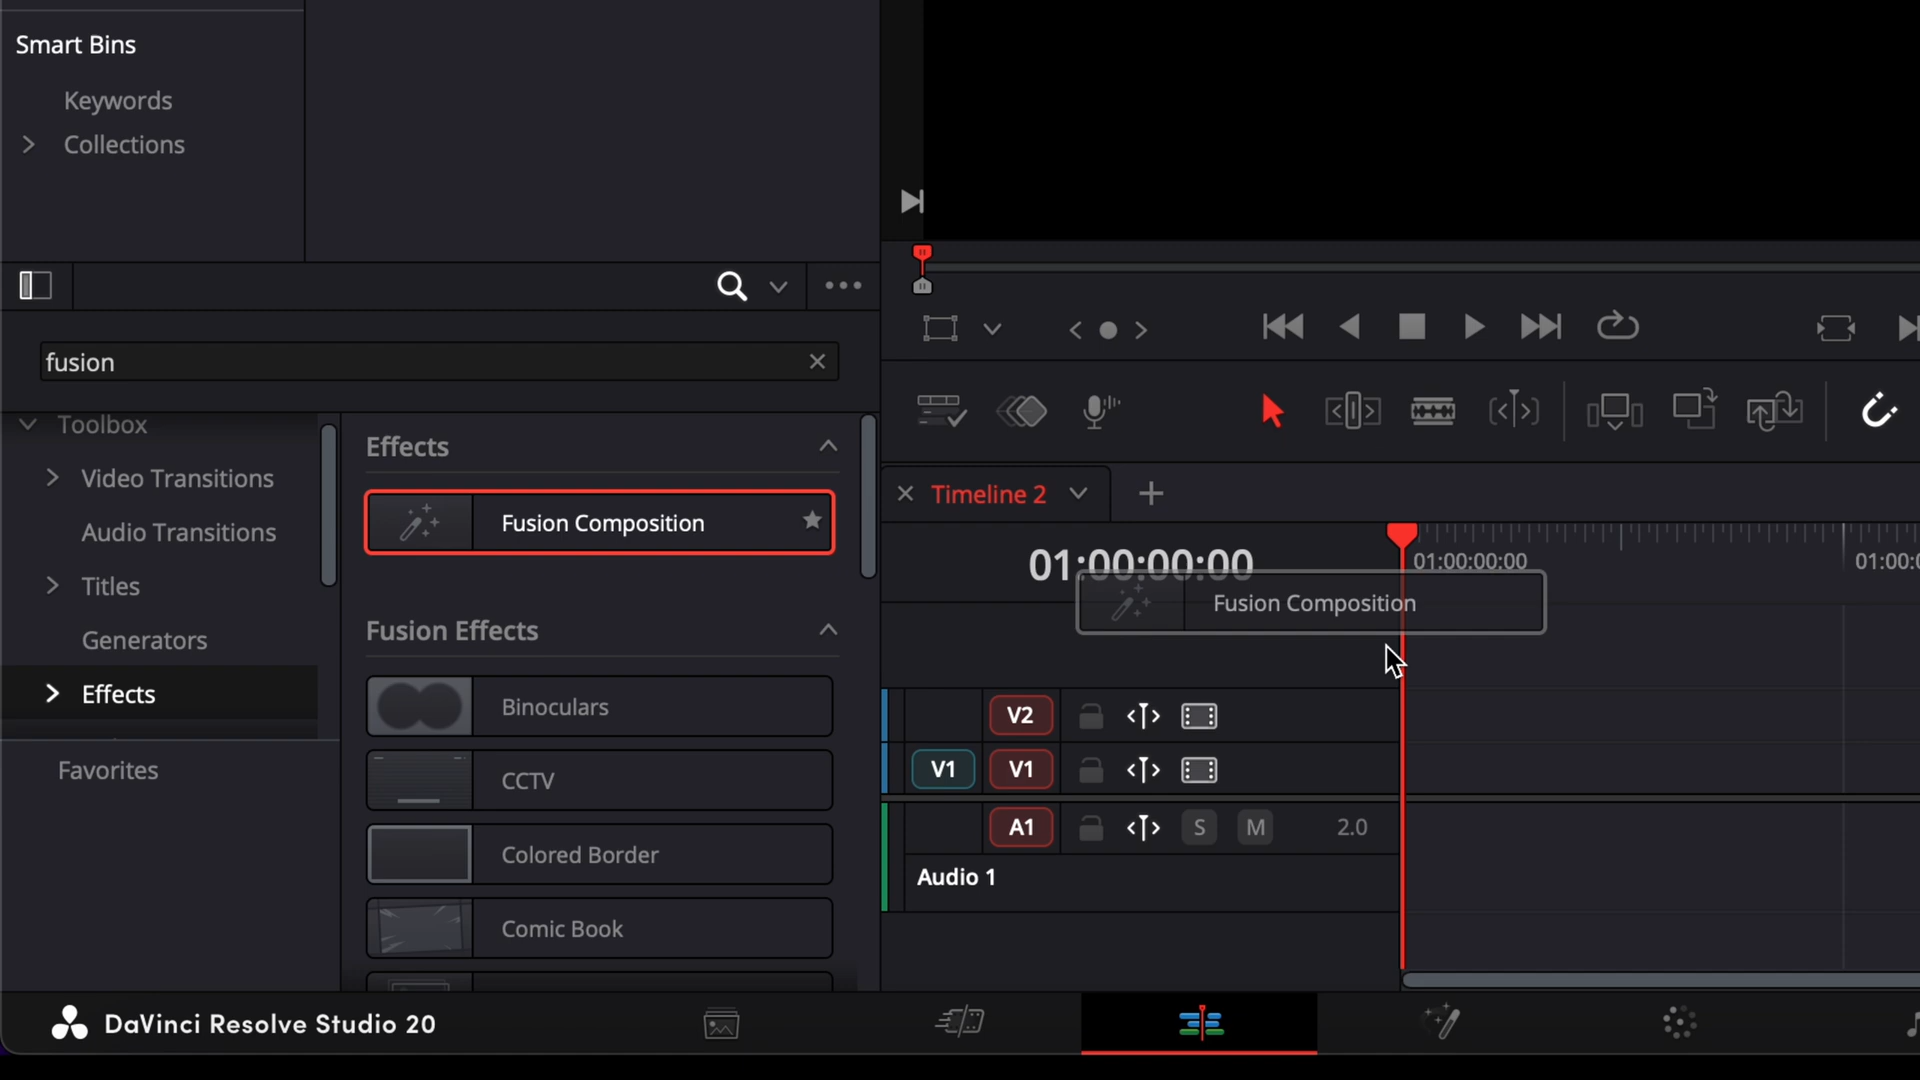 Smart Bins
Keywords
Collections
fusion
Toolbox
Video Transitions
Audio Transitions
Titles
Generators
Effects
Favorites
Effects
Fusion Composition
Fusion Effects
Binoculars
CCTV
Colored Border
Comic Book
Timeline 2
01:00:00:00
01:00:00:00
01:00:0
Fusion Composition
V2
V1 V1
A1 S M 2.0
Audio 1
DaVinci Resolve Studio 20